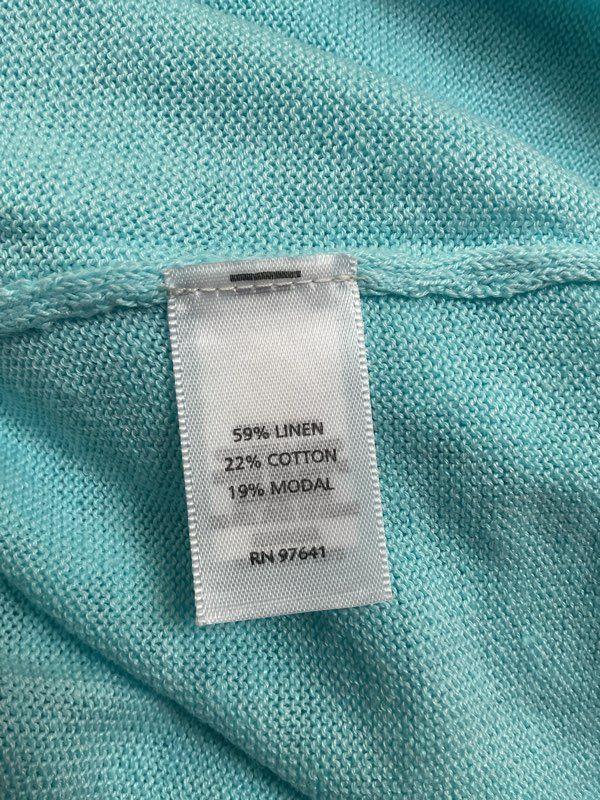 59% LINEN
22% COTTON
19% MODAL
RN 97641